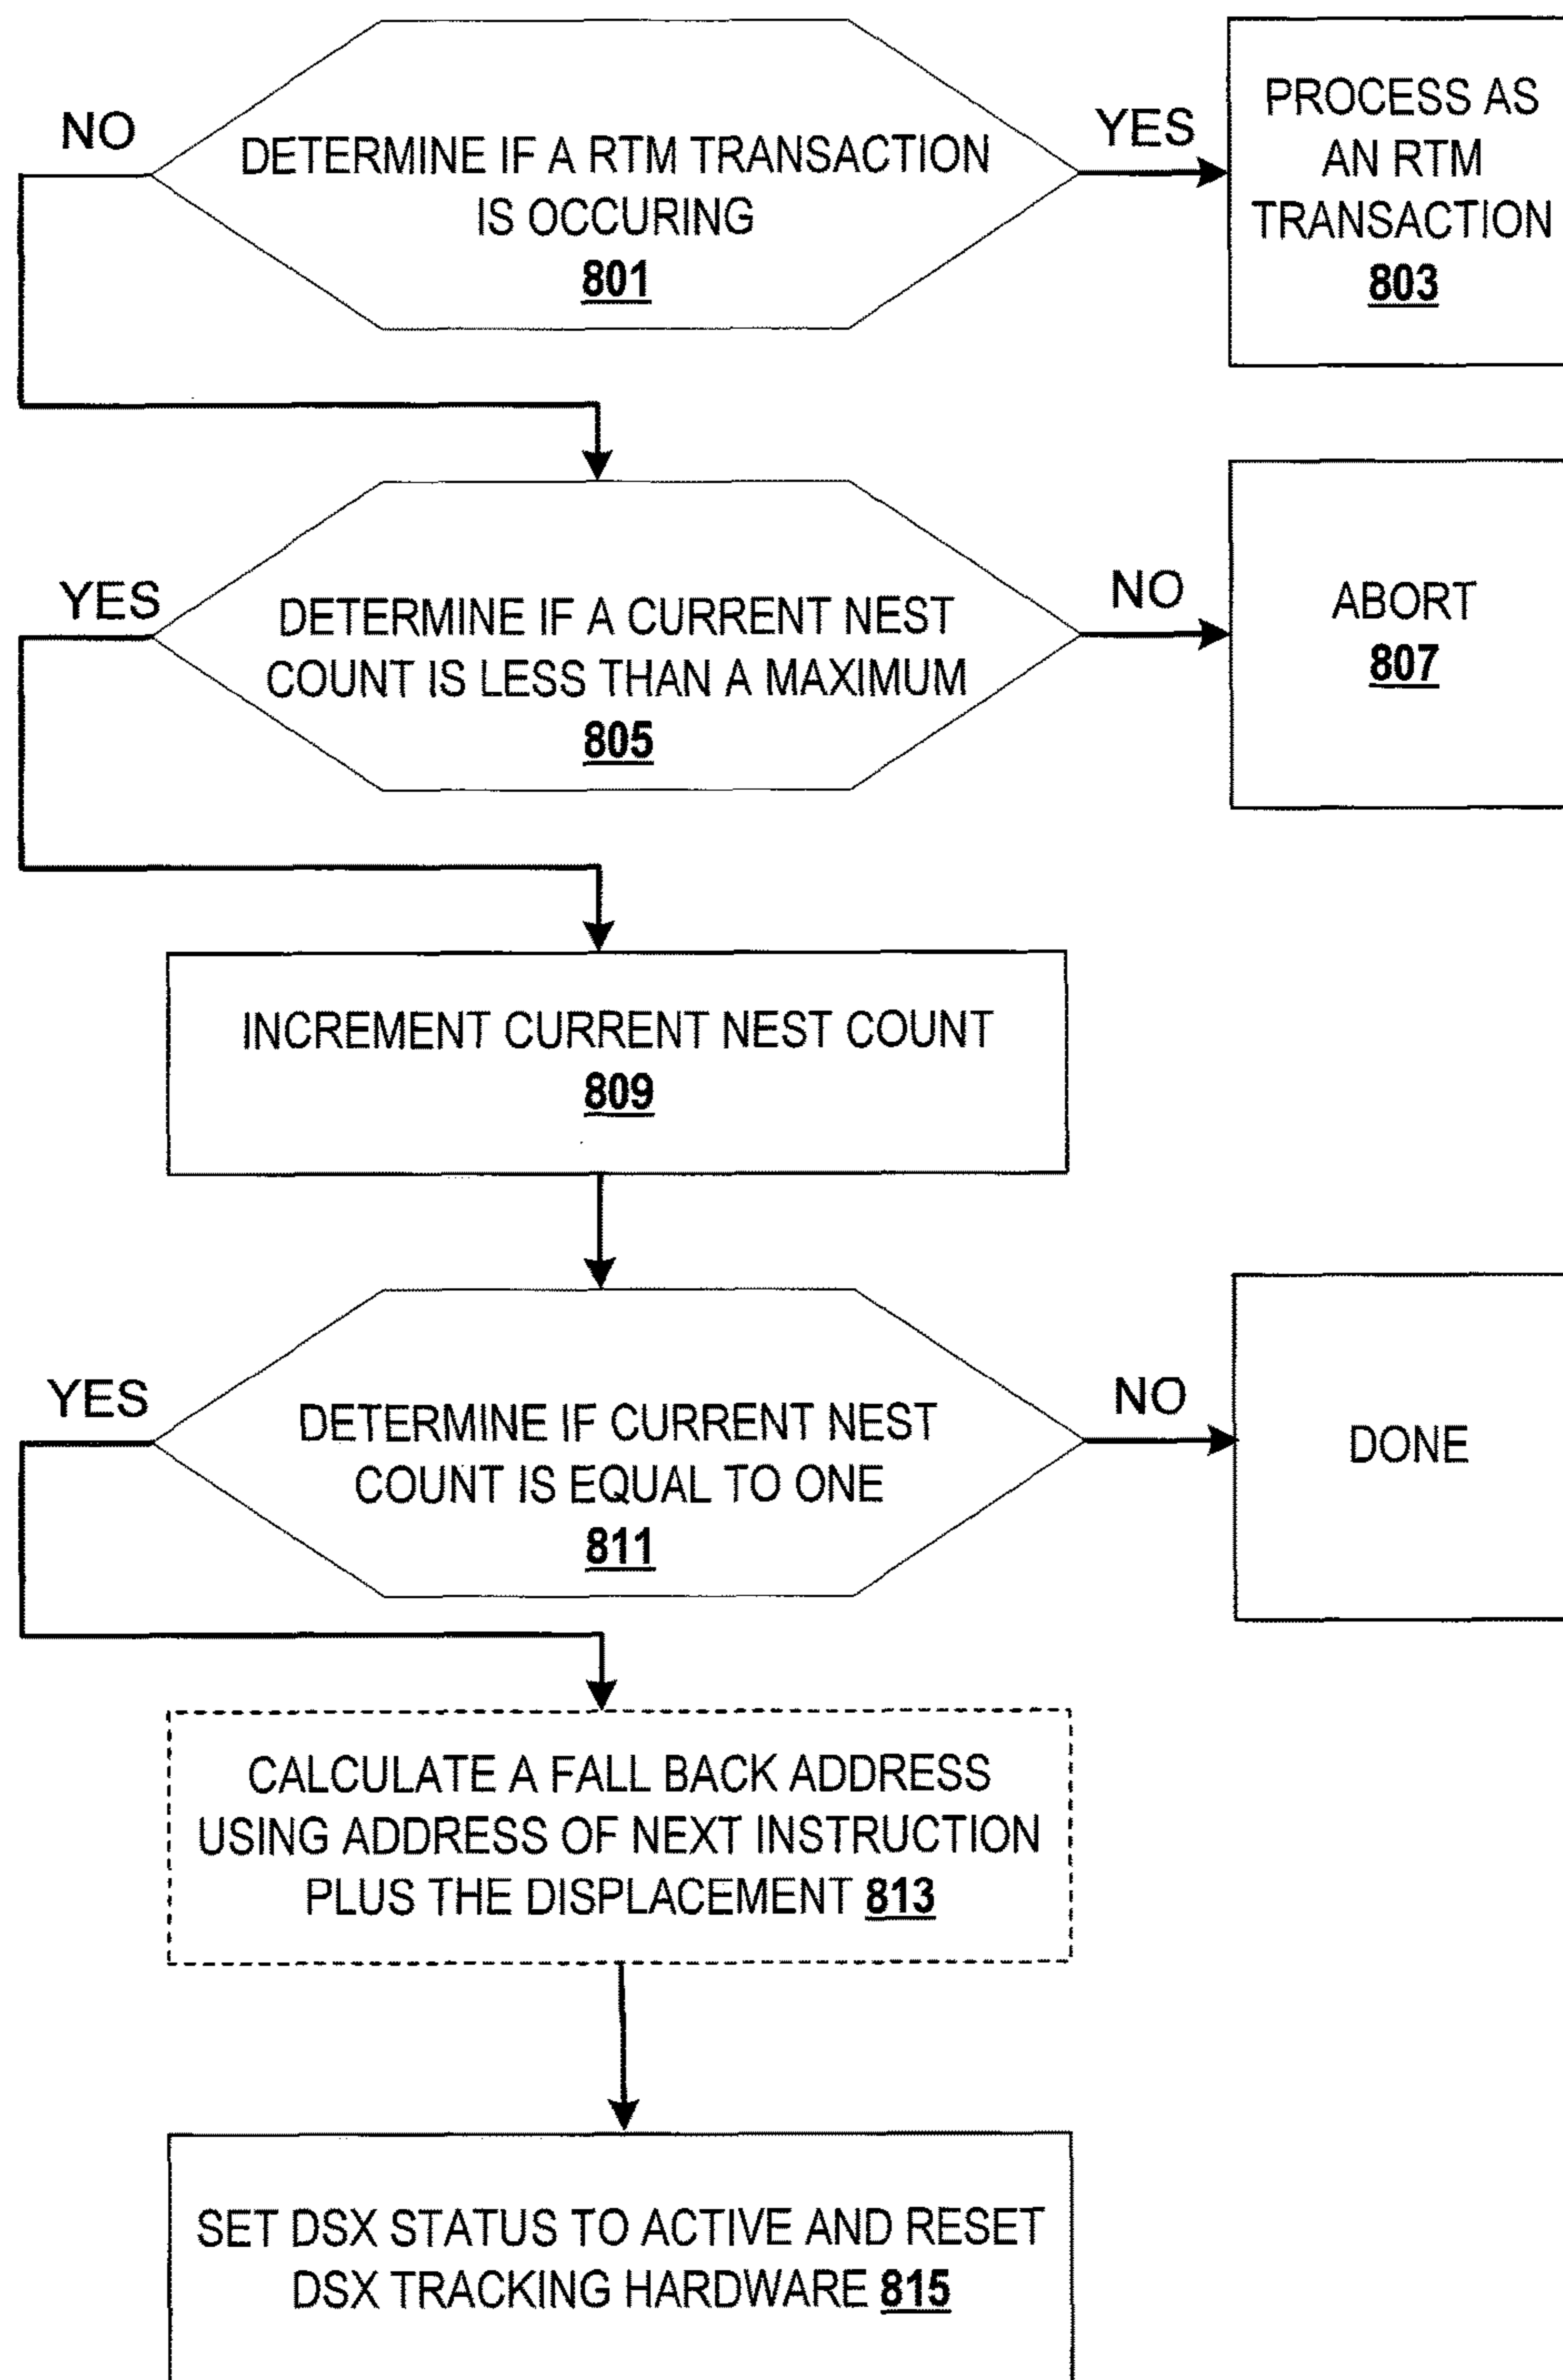 NO
DETERMINE IF A RTM TRANSACTION
IS OCCURING
801
YES
PROCESS AS
AN RTM
TRANSACTION
803
YES
DETERMINE IF A CURRENT NEST
COUNT IS LESS THAN A MAXIMUM
805
NO
ABORT
807
INCREMENT CURRENT NEST COUNT
809
YES
DETERMINE IF CURRENT NEST
COUNT IS EQUAL TO ONE
811
NO
DONE
CALCULATE A FALL BACK ADDRESS
USING ADDRESS OF NEXT INSTRUCTION
PLUS THE DISPLACEMENT 813
SET DSX STATUS TO ACTIVE AND RESET
DSX TRACKING HARDWARE 815